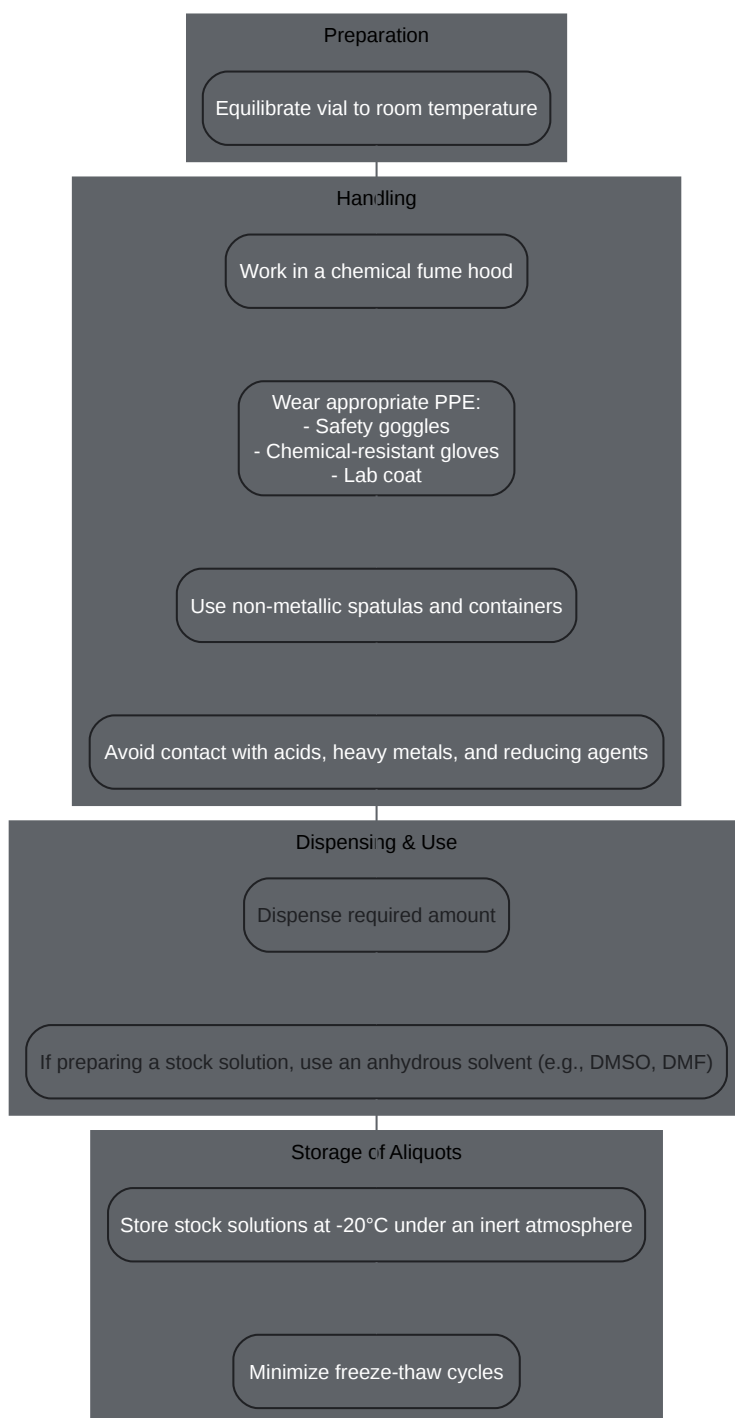 Preparation
Equilibrate vial to room temperature
Handling
Work in a chemical fume hood
Wear appropriate PPE:
- Safety goggles
- Chemical-resistant gloves
- Lab coat
Use non-metallic spatulas and containers
Avoid contact with acids, heavy metals, and reducing agents
Dispensing & Use
Dispense required amount
If preparing a stock solution, use an anhydrous solvent (e.g., DMSO, DMF)
Storage of Aliquots
Store stock solutions at -20°C under an inert atmosphere
Minimize freeze-thaw cycles